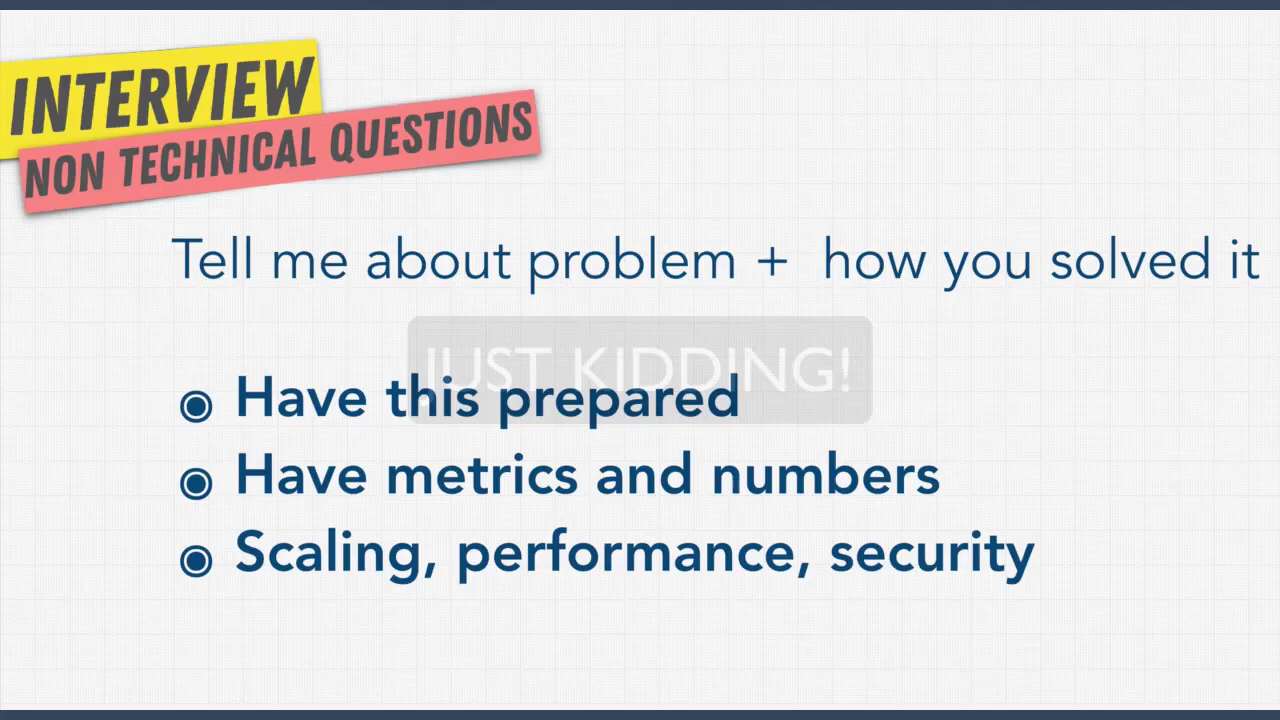 INTERVIEW
NON TECHNICAL QUESTIONS
Tell me about problem + how you solved it
JUST KIDDING!
Have this prepared
Have metrics and numbers
Scaling, performance, security